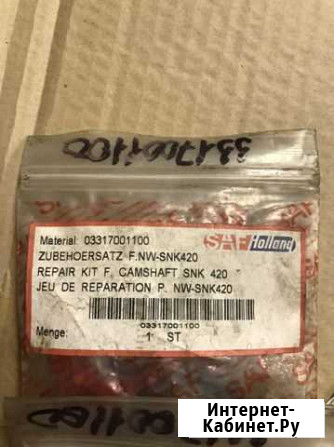 3317001100
Material: 03317001100
SAF Holland
ZUBEHOERSATZ F.NW-SNK420
REPAIR KIT F. CAMSHAFT SNK 420
JEU DE REPARATION P. NW-SNK420
03317001100
Menge: 1 ST
Интернет-
Кабинет.Ру